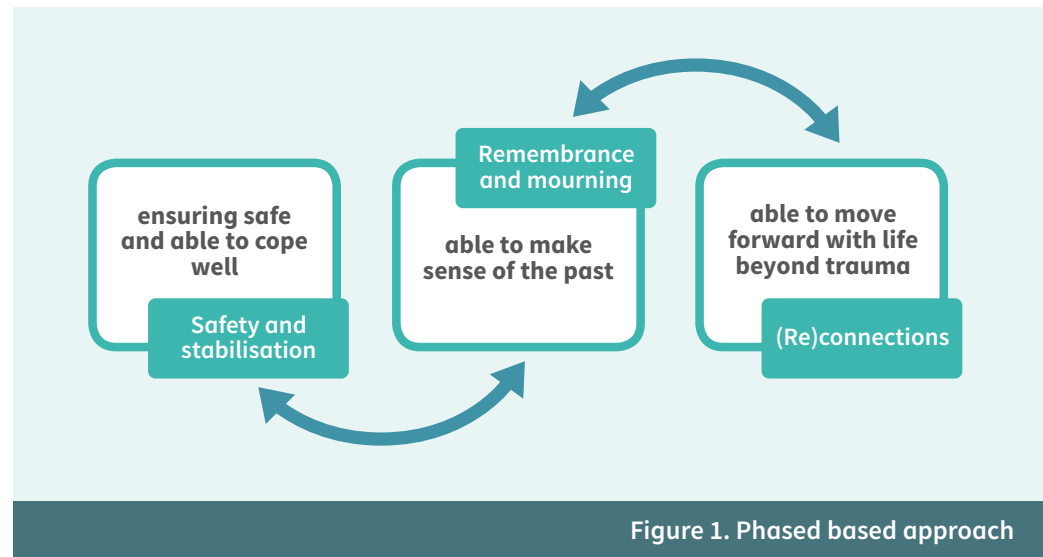 ensuring safe
and able to cope
well
Safety and
stabilisation
Remembrance
and mourning
able to make
sense of the past
able to move
forward with life
beyond trauma
(Re)connections
Figure 1. Phased based approach